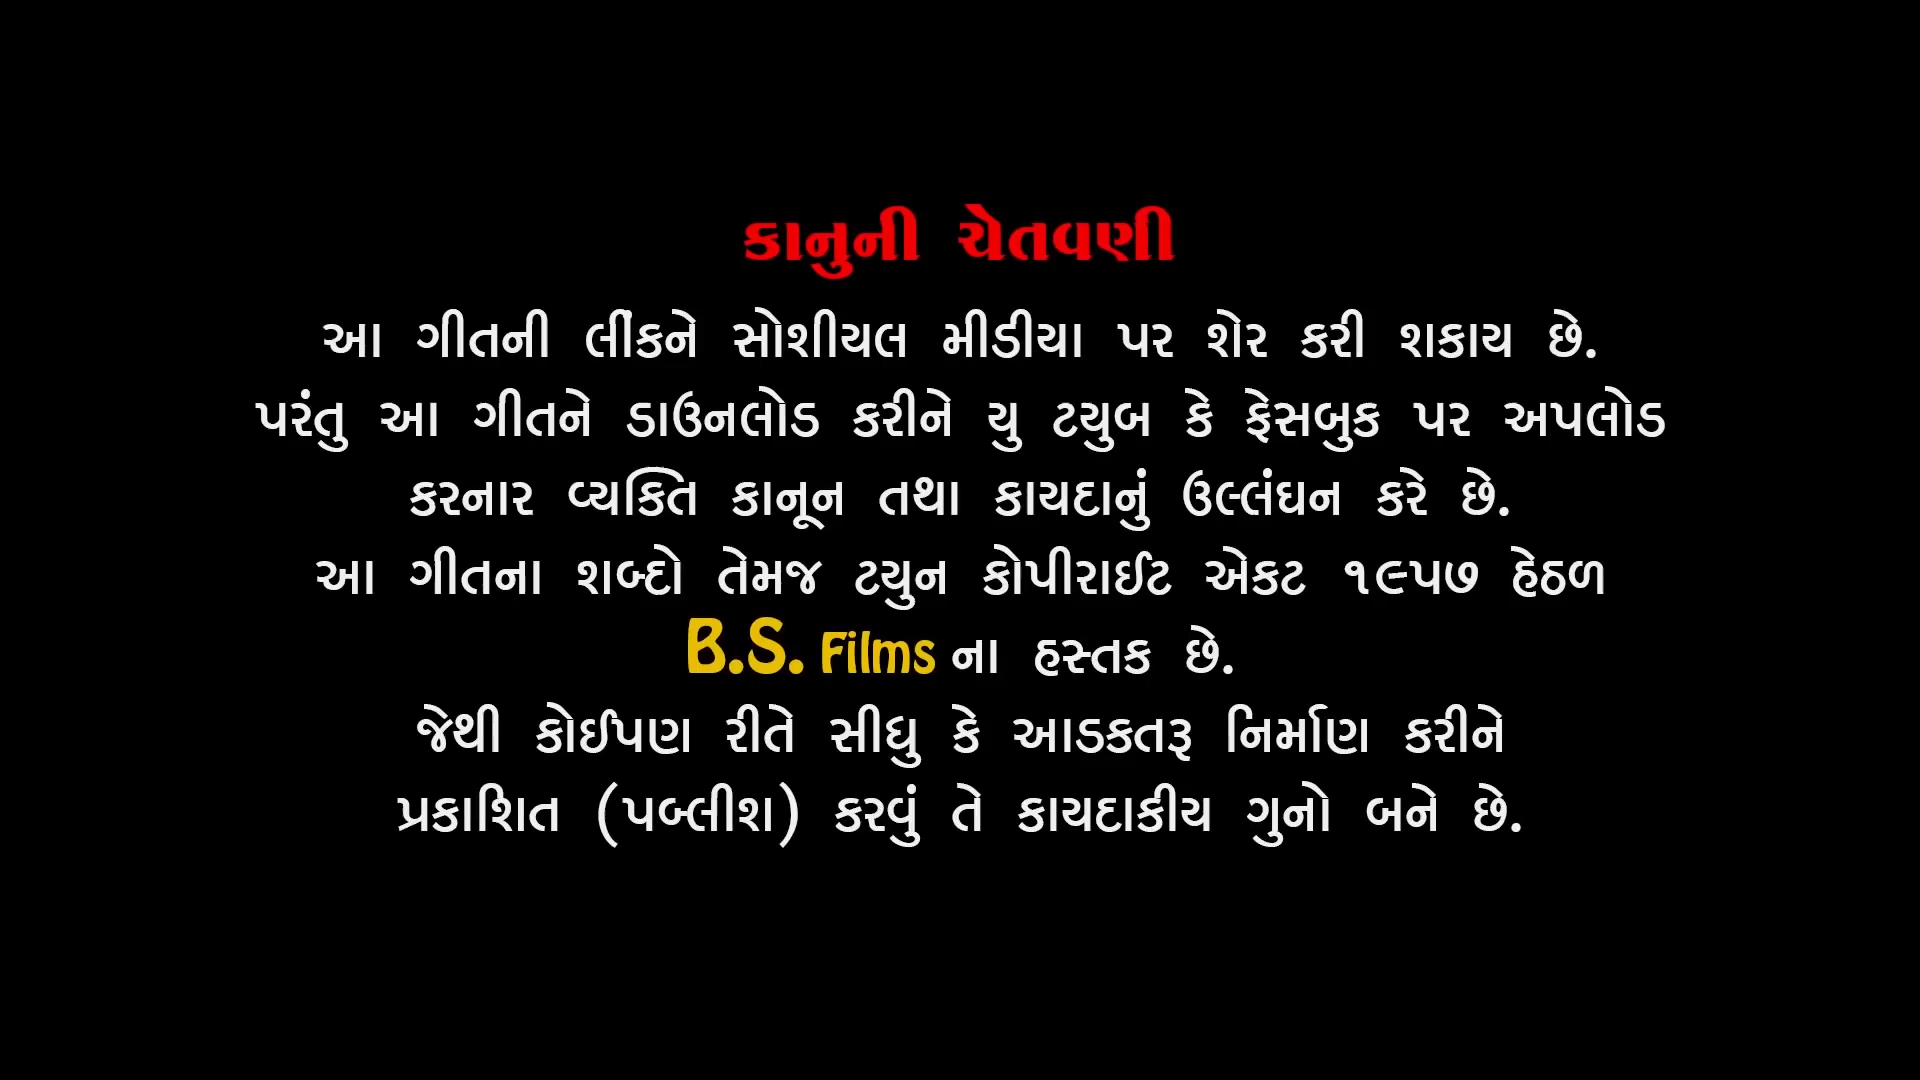 કાનુની ચેતવણી
આ ગીતની લીંકને સોશીયલ મીડીયા પર શેર કરી શકાય છે.
પરંતુ આ ગીતને ડાઉનલોડ કરીને યુ ટયુબ કે ફેસબુક પર અપલોડ
કરનાર વ્યક્તિ કાનૂન તથા કાયદાનું ઉલ્લંઘન કરે છે.
આ ગીતના શબ્દો તેમજ ટયુન કોપીરાઈટ એકટ ૧૯૫૭ હેઠળ
B.S. Films ના હસ્તક છે.
જેથી કોઈપણ રીતે સીધુ કે આડકતરૂ નિર્માણ કરીને
પ્રકાશિત (પબ્લીશ) કરવું તે કાયદાકીય ગુનો બને છે.